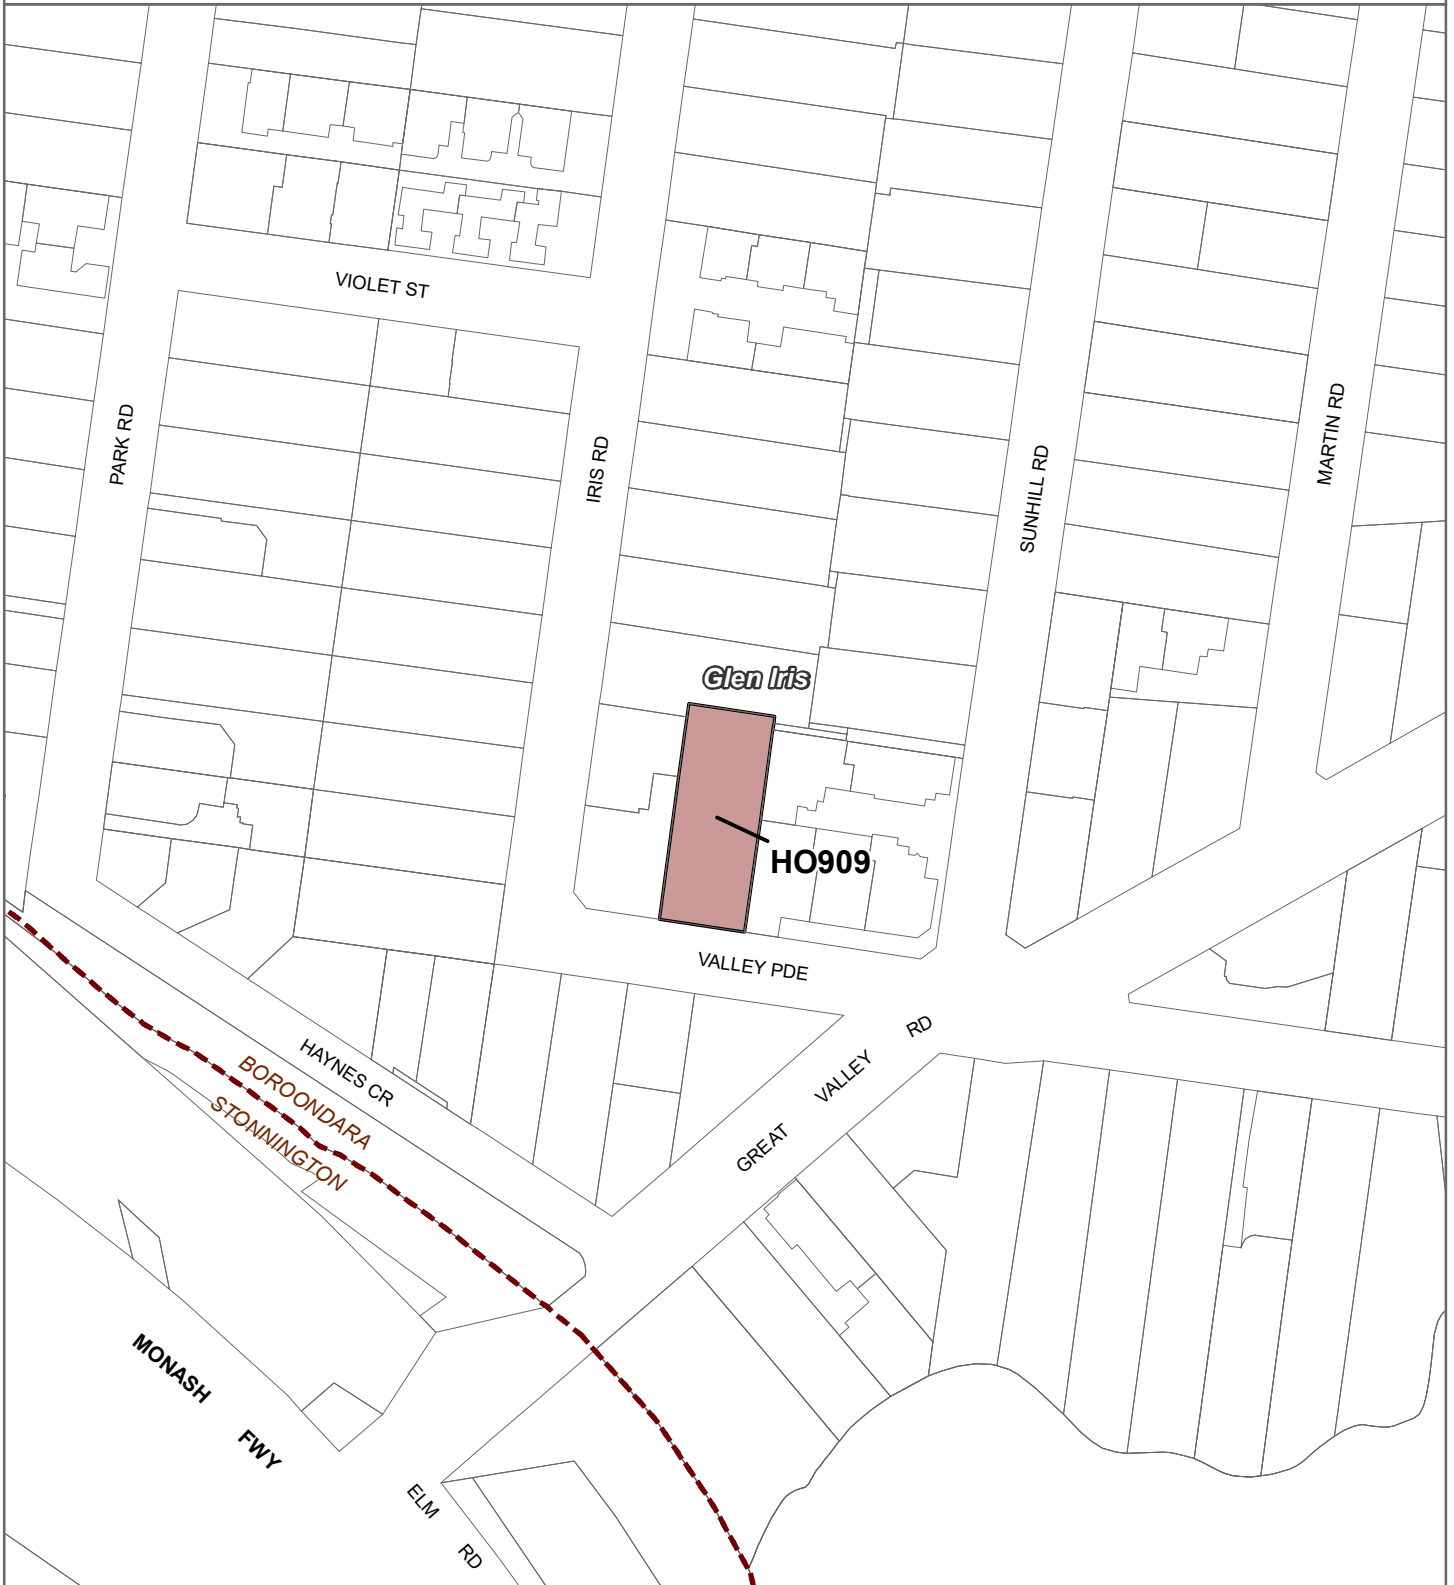 VIOLET ST
PARK RD
IRIS RD
SUNHILL RD
MARTIN RD
Glen Iris
HO909
VALLEY PDE
GREAT VALLEY RD
HAYNES CR
BOROONDARA
STONNINGTON
MONASH FWY
ELM RD